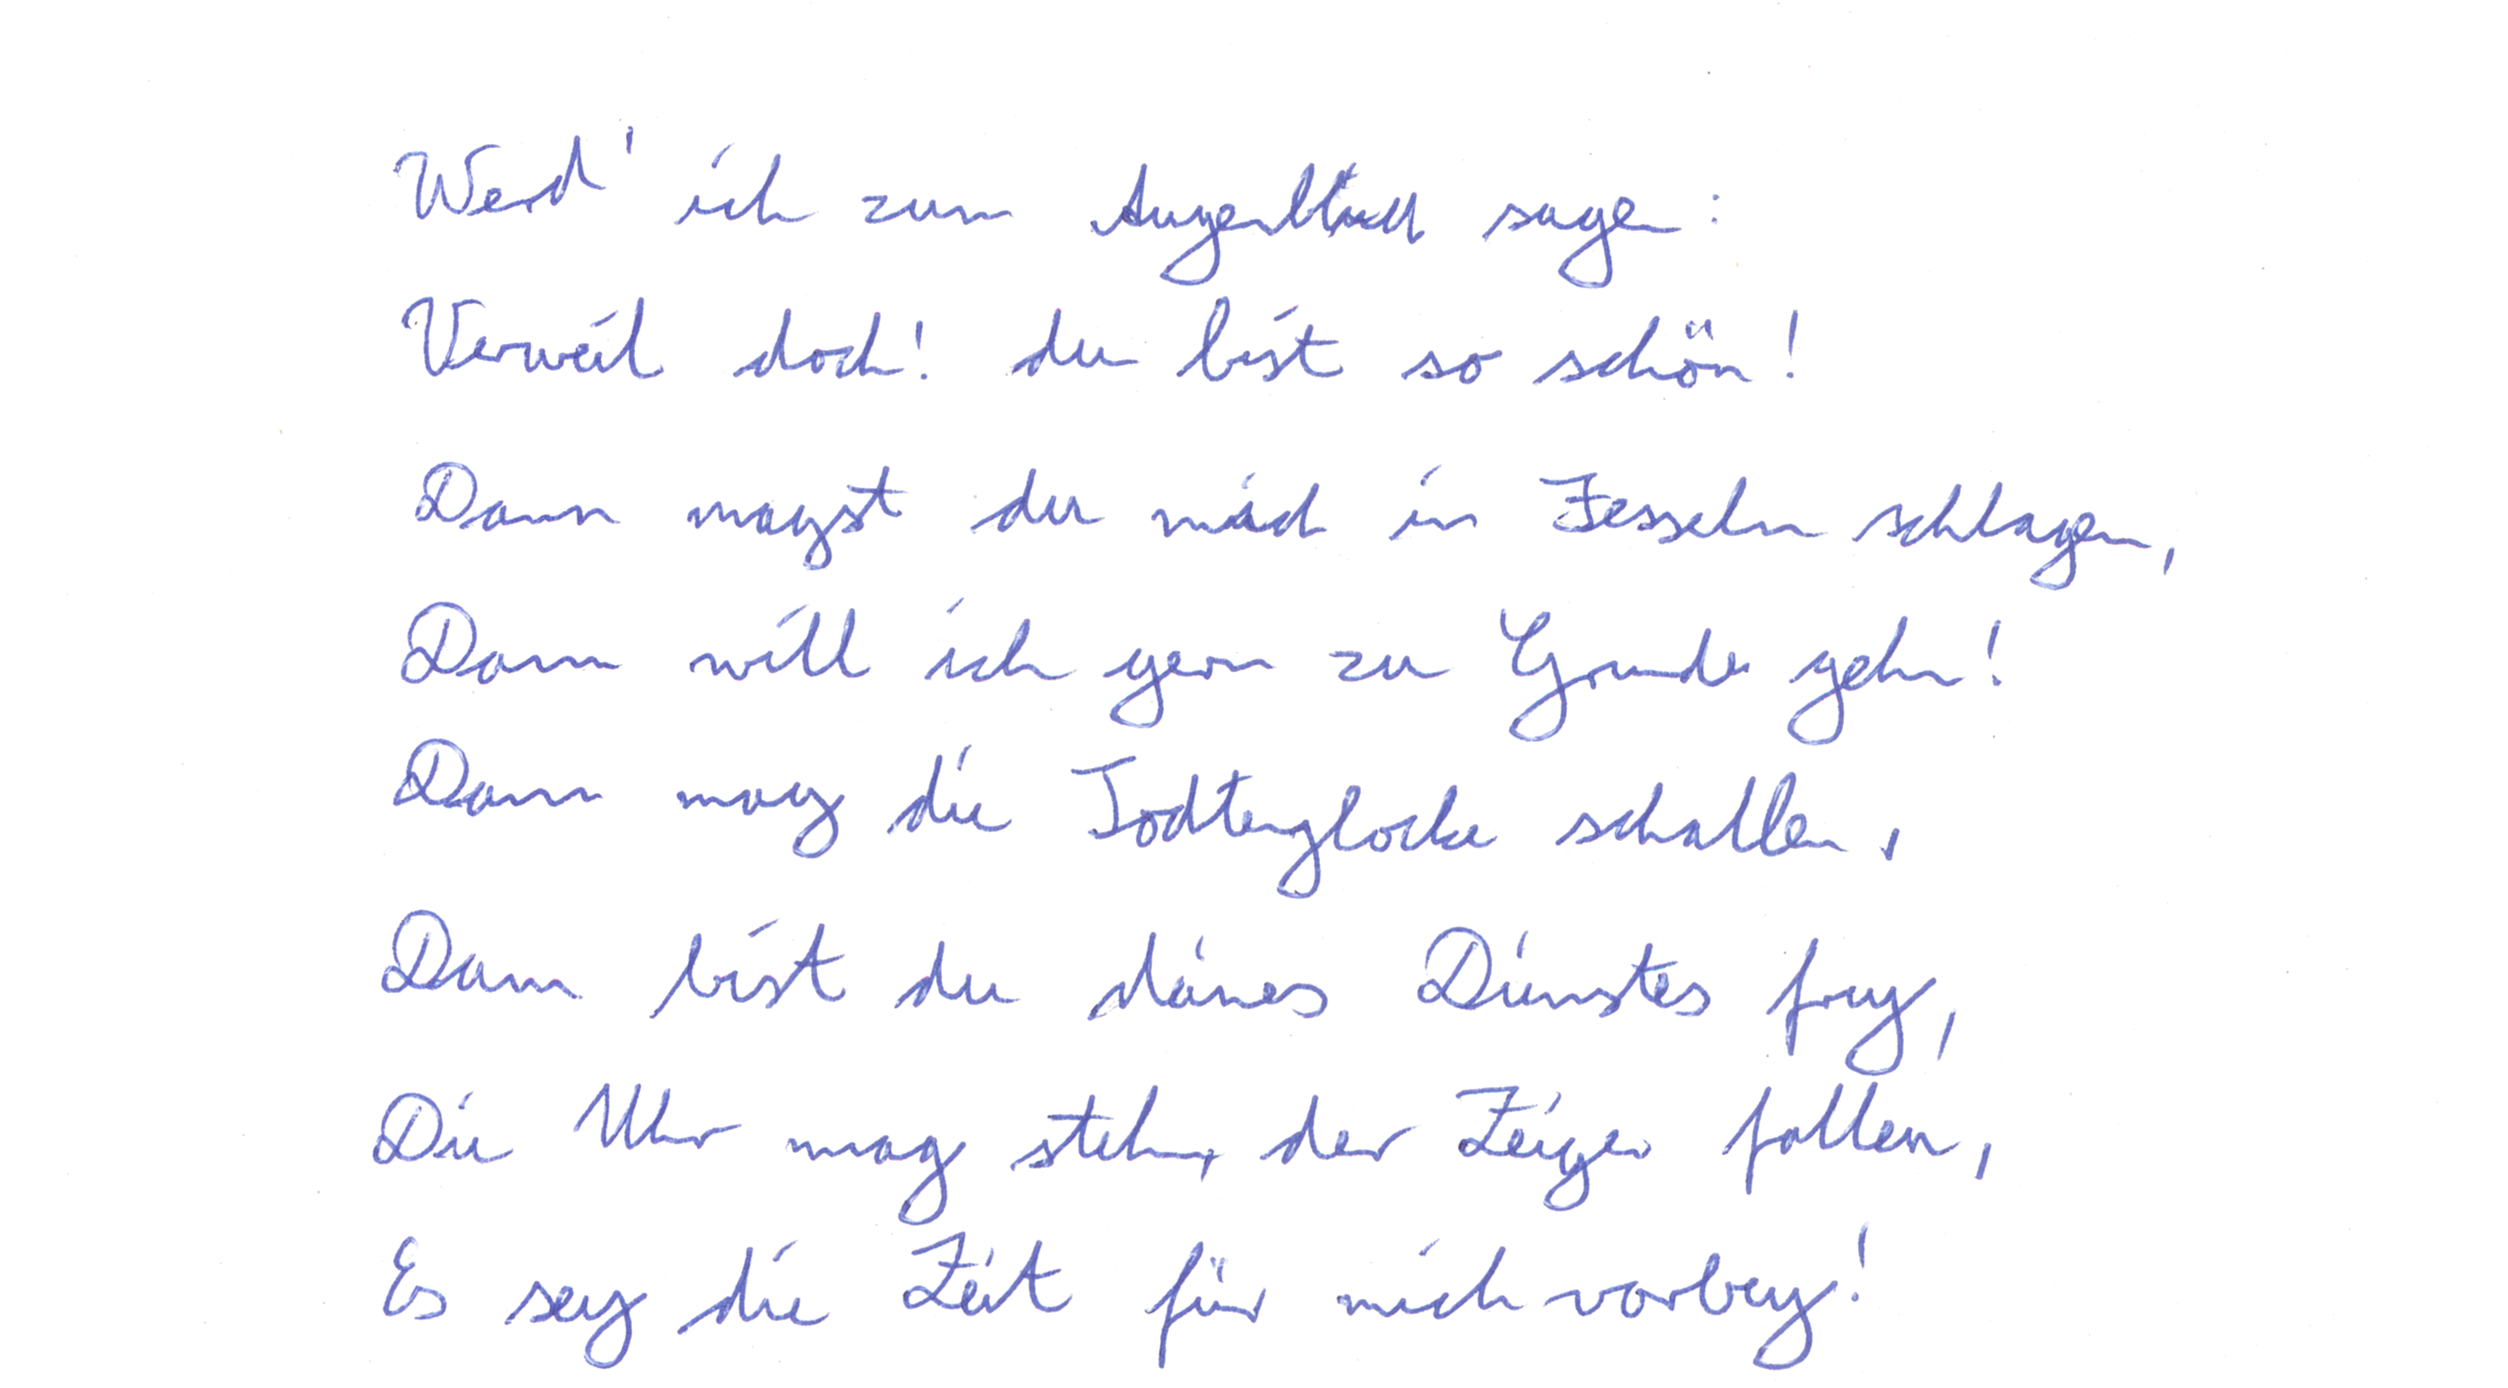 Werd' ich zum Augenblick sagen:
Verweil doch! du bist so schön!
Dann magst du mich in Fesseln schlagen,
Dann will ich gern zu Grunde gehn!
Dann mag die Todtenglocke schallen,
Dann bist du deines Dienstes frey,
Die Uhr mag stehn, der Zeiger fallen,
Es sey die Zeit für mich vorbey!